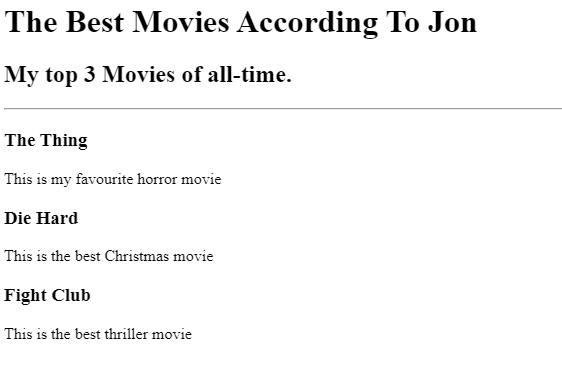 The Best Movies According To Jon
My top 3 Movies of all-time.
The Thing
This is my favourite horror movie
Die Hard
This is the best Christmas movie
Fight Club
This is the best thriller movie